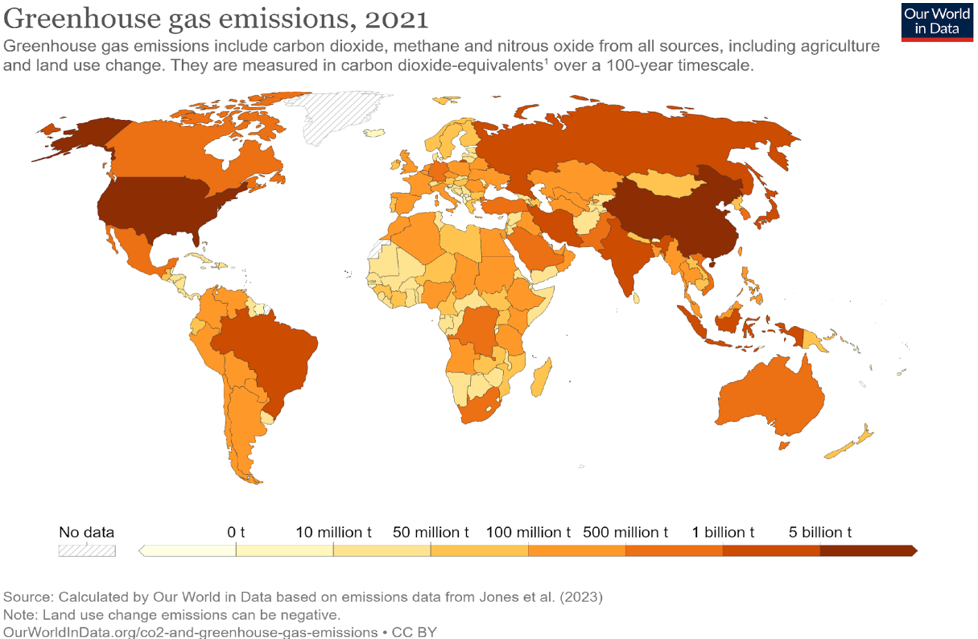 Greenhouse gas emissions, 2021
Our World
in Data
Greenhouse gas emissions include carbon dioxide, methane and nitrous oxide from all sources, including agriculture
and land use change. They are measured in carbon dioxide-equivalents¹ over a 100-year timescale.
No data
0 t
10 million t
50 million t
100 million t
500 million t
1 billion t
5 billion t
Source: Calculated by Our World in Data based on emissions data from Jones et al. (2023)
Note: Land use change emissions can be negative.
OurWorldInData.org/co2-and-greenhouse-gas-emissions • CC BY